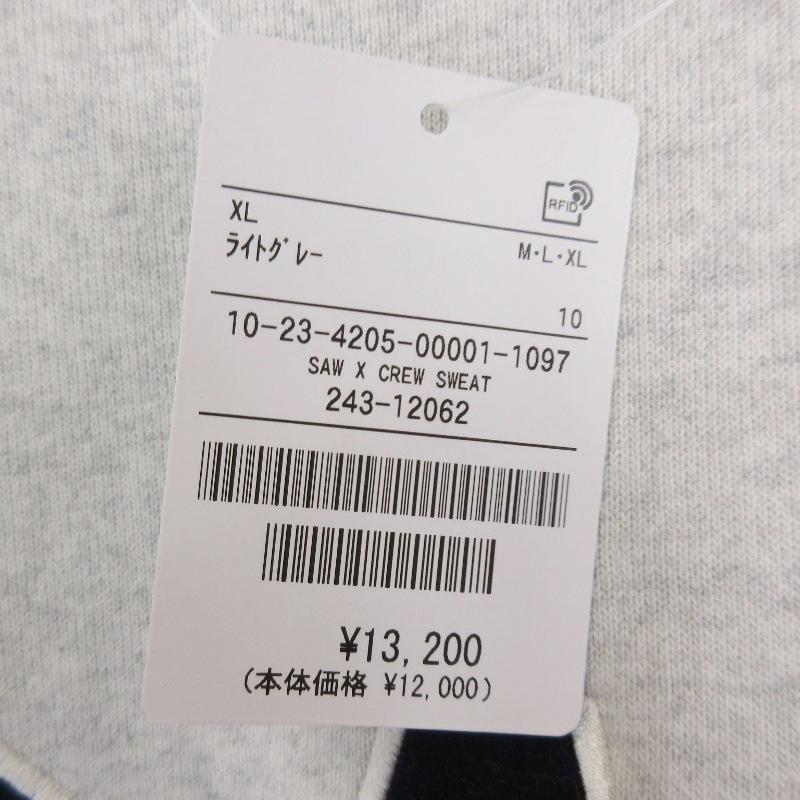 RFID
XL
ﾗｲﾄｸﾞﾚｰ M・L・XL
10
10-23-4205-00001-1097
SAW X CREW SWEAT
243-12062
¥13,200
(本体価格 ¥12,000)